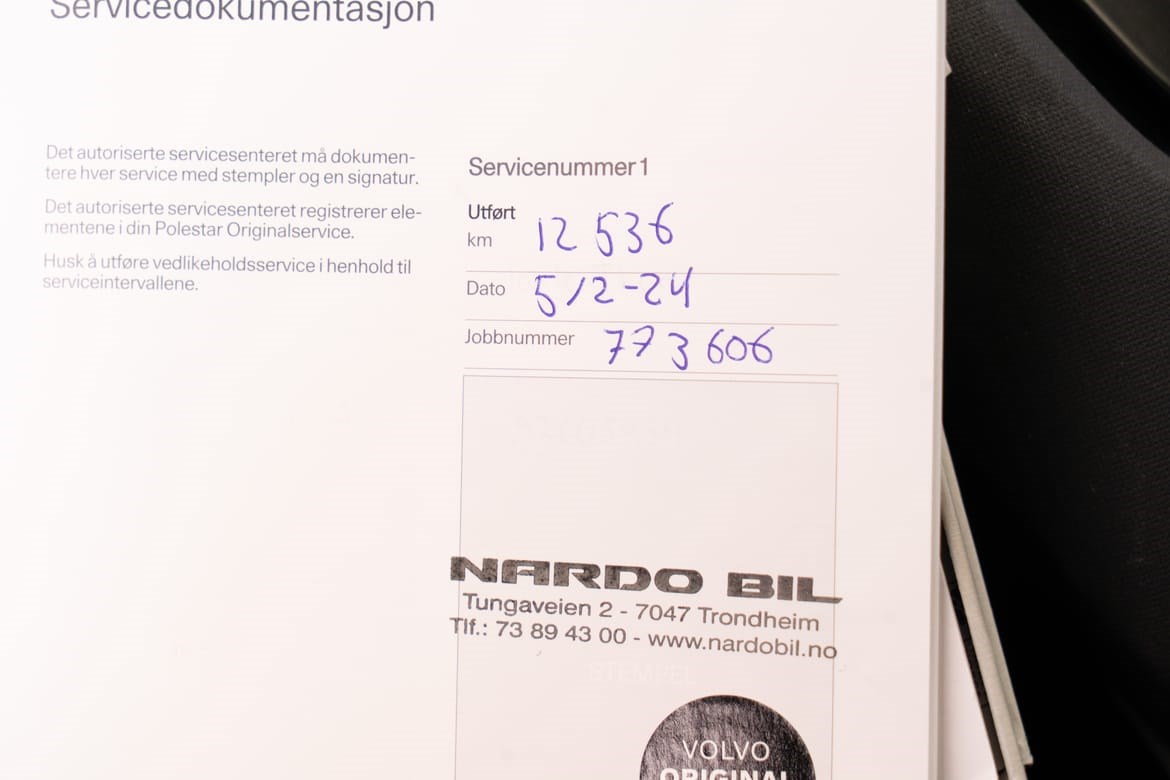 Servicedokumentasjon
Det autoriserte servicesenteret må dokumen-
tere hver service med stempler og en signatur.
Det autoriserte servicesenteret registrerer ele-
mentene i din Polestar Originalservice.
Husk å utføre vedlikeholdsservice i henhold til
serviceintervallene.
Servicenummer 1
Utført
km 12 536
Dato 5/2-24
Jobbnummer 773 606
NARDO BIL
Tungaveien 2 - 7047 Trondheim
Tlf.: 73 89 43 00 - www.nardobil.no
STEMPEL
VOLVO
ORIGINAL